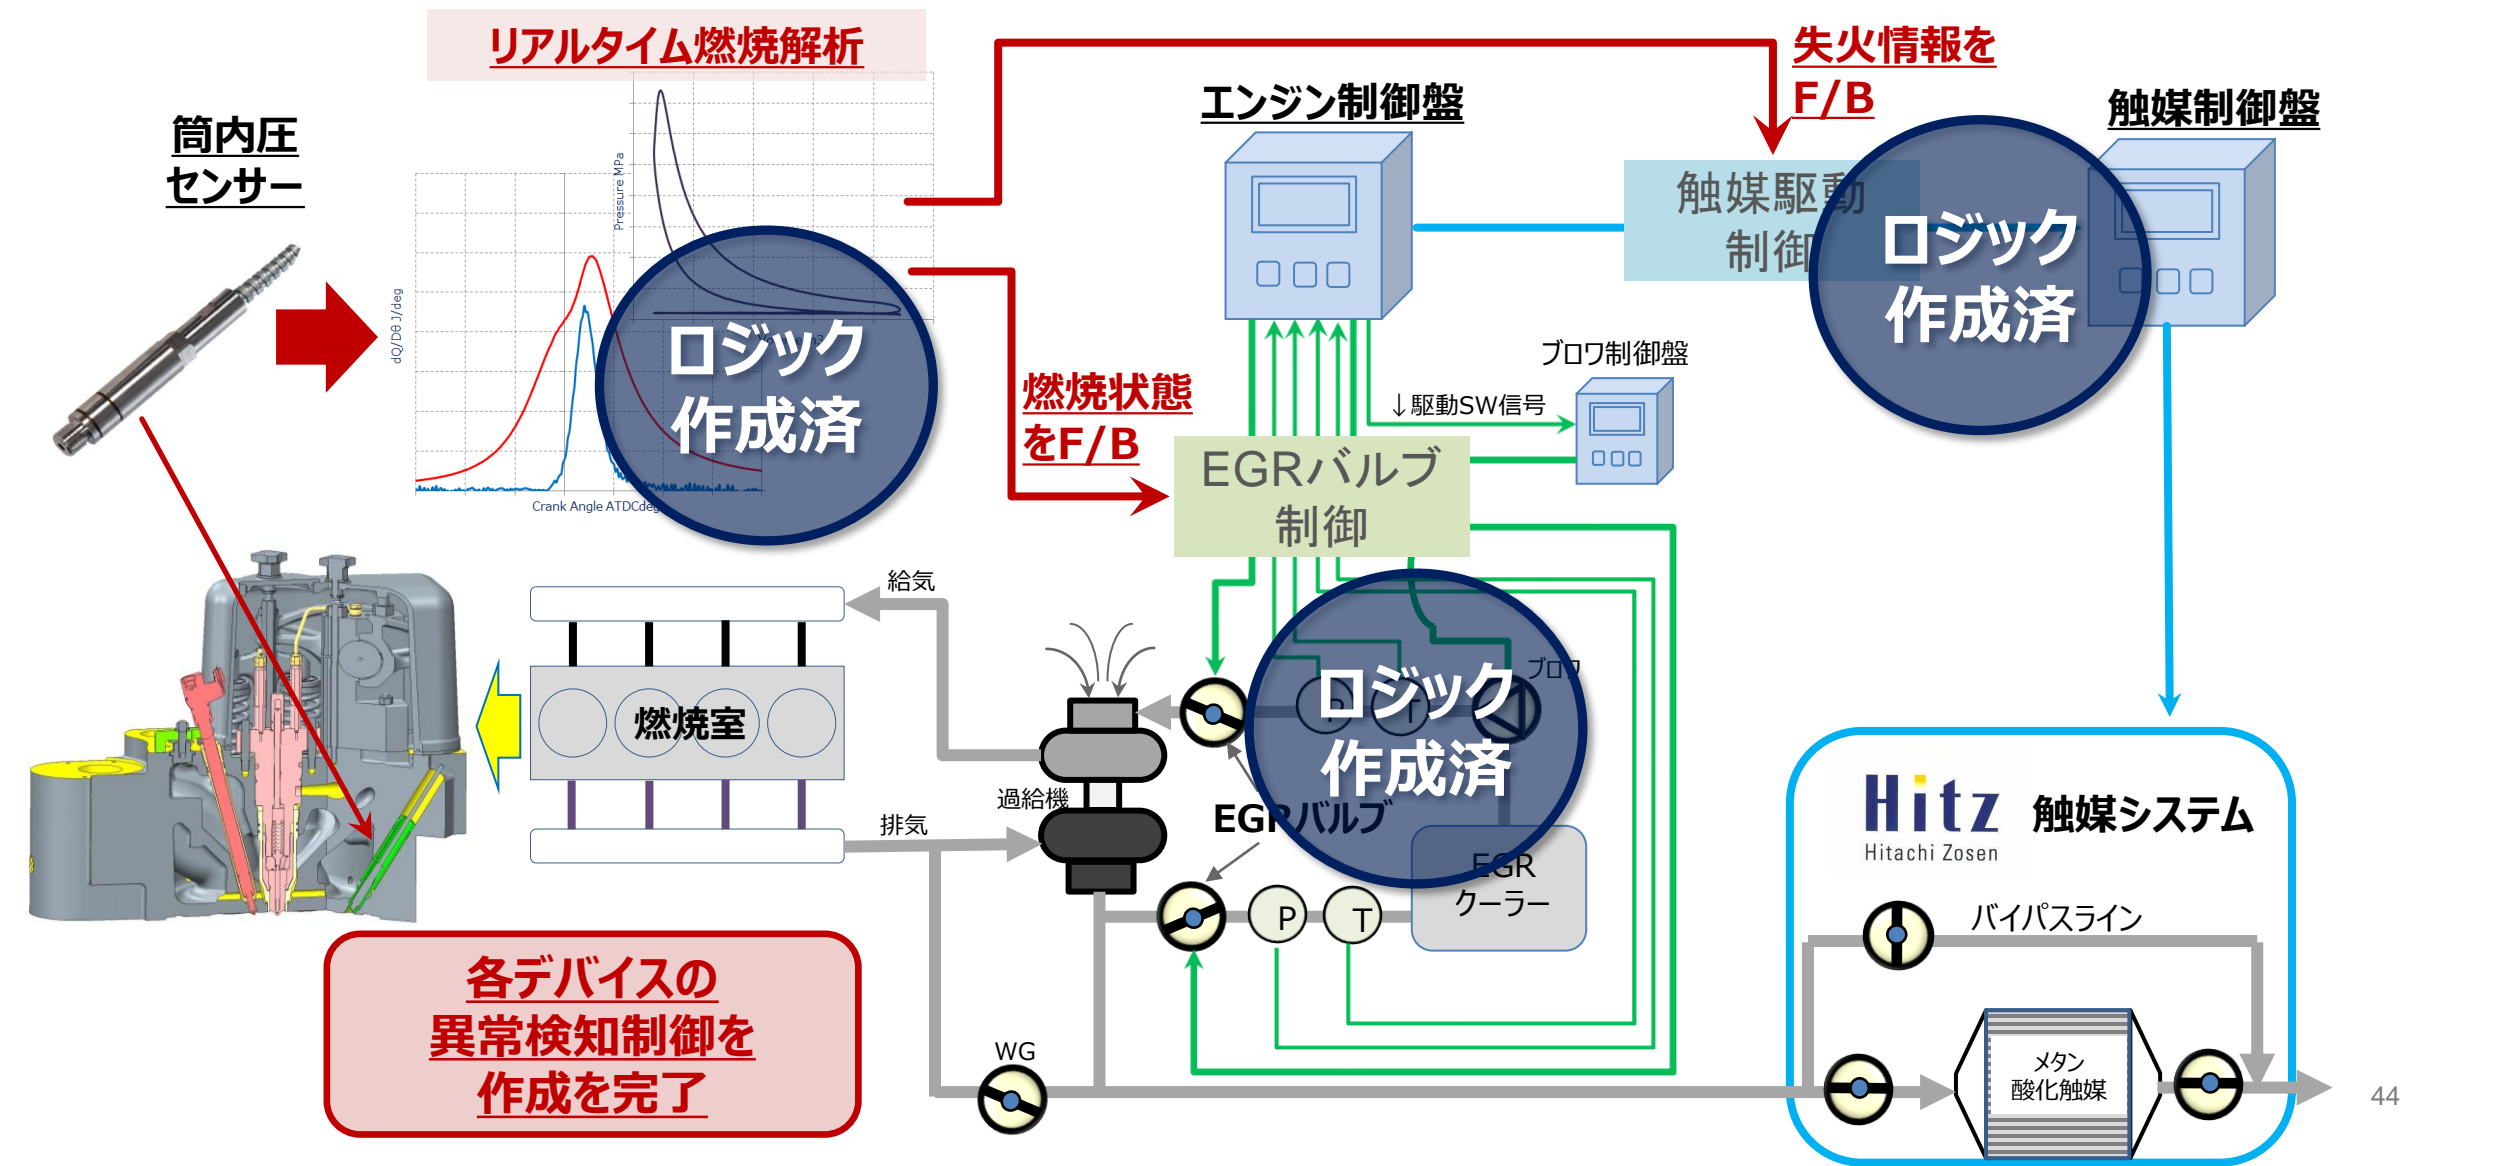 リアルタイム燃焼解析
筒内圧
センサー
Pressure MPa
dQ/Dθ J/deg
Crank Angle ATDCdeg
ロジック
作成済
失火情報を
F/B
エンジン制御盤
触媒制御盤
触媒駆動
制御
ロジック
作成済
燃焼状態
をF/B
ブロワ制御盤
↓駆動SW信号
EGRバルブ
制御
給気
燃焼室
排気
過給機
ブロワ
P
T
ロジック
作成済
EGRバルブ
EGR
クーラー
P
T
WG
各デバイスの
異常検知制御を
作成を完了
Hitz
Hitachi Zosen
触媒システム
バイパスライン
メタン
酸化触媒
44